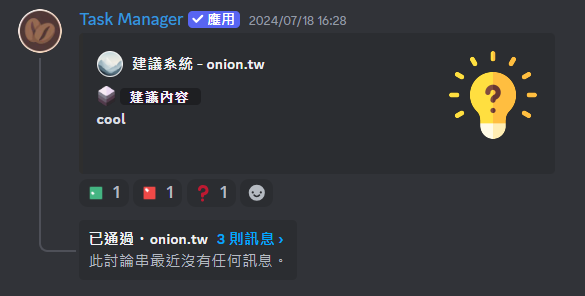 Task Manager ✓ 應用 2024/07/18 16:28
建議系統 - onion.tw
建議內容
cool
1 1 ? 1
已通過・onion.tw 3 則訊息 ›
此討論串最近沒有任何訊息。